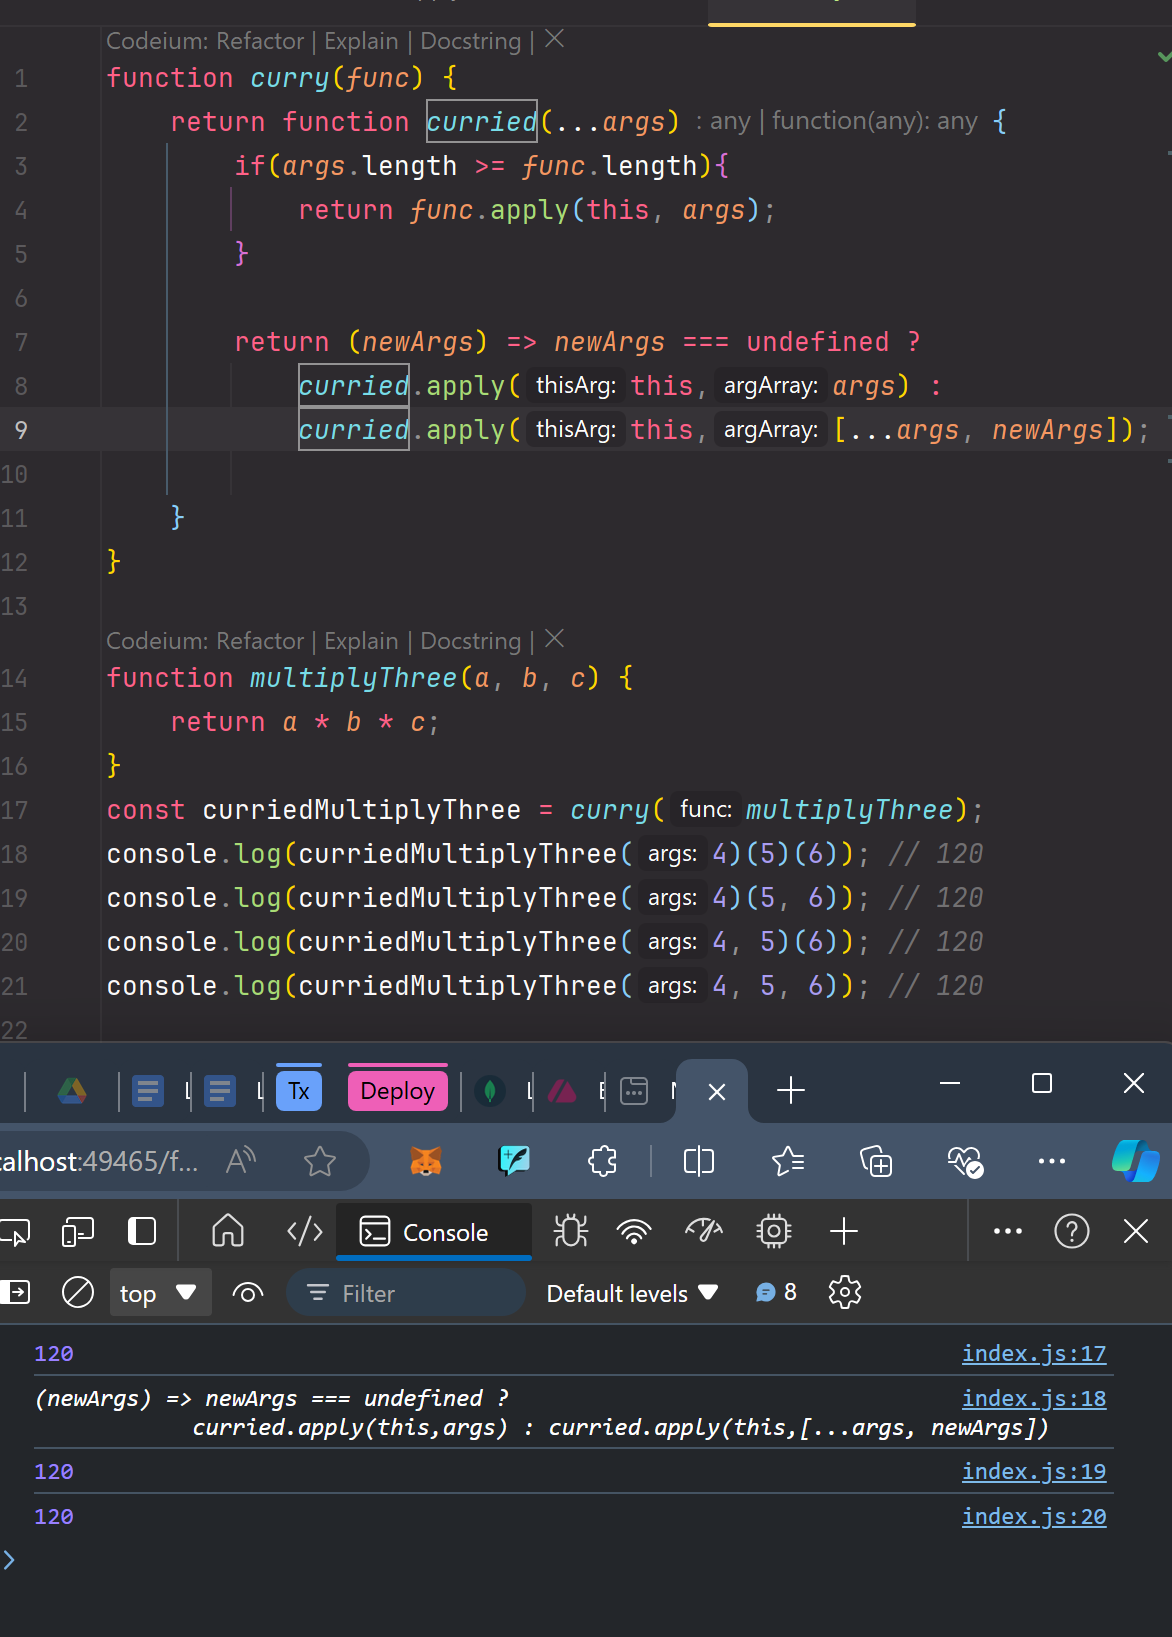 Codeium: Refactor | Explain | Docstring | ×
1 function curry(func) {
2 return function curried(...args) : any | function(any): any {
3 if(args.length >= func.length){
4 return func.apply(this, args);
5 }
6
7 return (newArgs) => newArgs === undefined ?
8 curried.apply( thisArg: this, argArray: args) :
9 curried.apply( thisArg: this, argArray: [...args, newArgs]);
10
11 }
12 }
13
Codeium: Refactor | Explain | Docstring | ×
14 function multiplyThree(a, b, c) {
15 return a * b * c;
16 }
17 const curriedMultiplyThree = curry( func: multiplyThree);
18 console.log(curriedMultiplyThree( args: 4)(5)(6)); // 120
19 console.log(curriedMultiplyThree( args: 4)(5, 6)); // 120
20 console.log(curriedMultiplyThree( args: 4, 5)(6)); // 120
21 console.log(curriedMultiplyThree( args: 4, 5, 6)); // 120
22
Tx Deploy
calhost:49465/f...
Console
top Filter Default levels 8
120 index.js:17
(newArgs) => newArgs === undefined ? index.js:18
curried.apply(this,args) : curried.apply(this,[...args, newArgs])
120 index.js:19
120 index.js:20